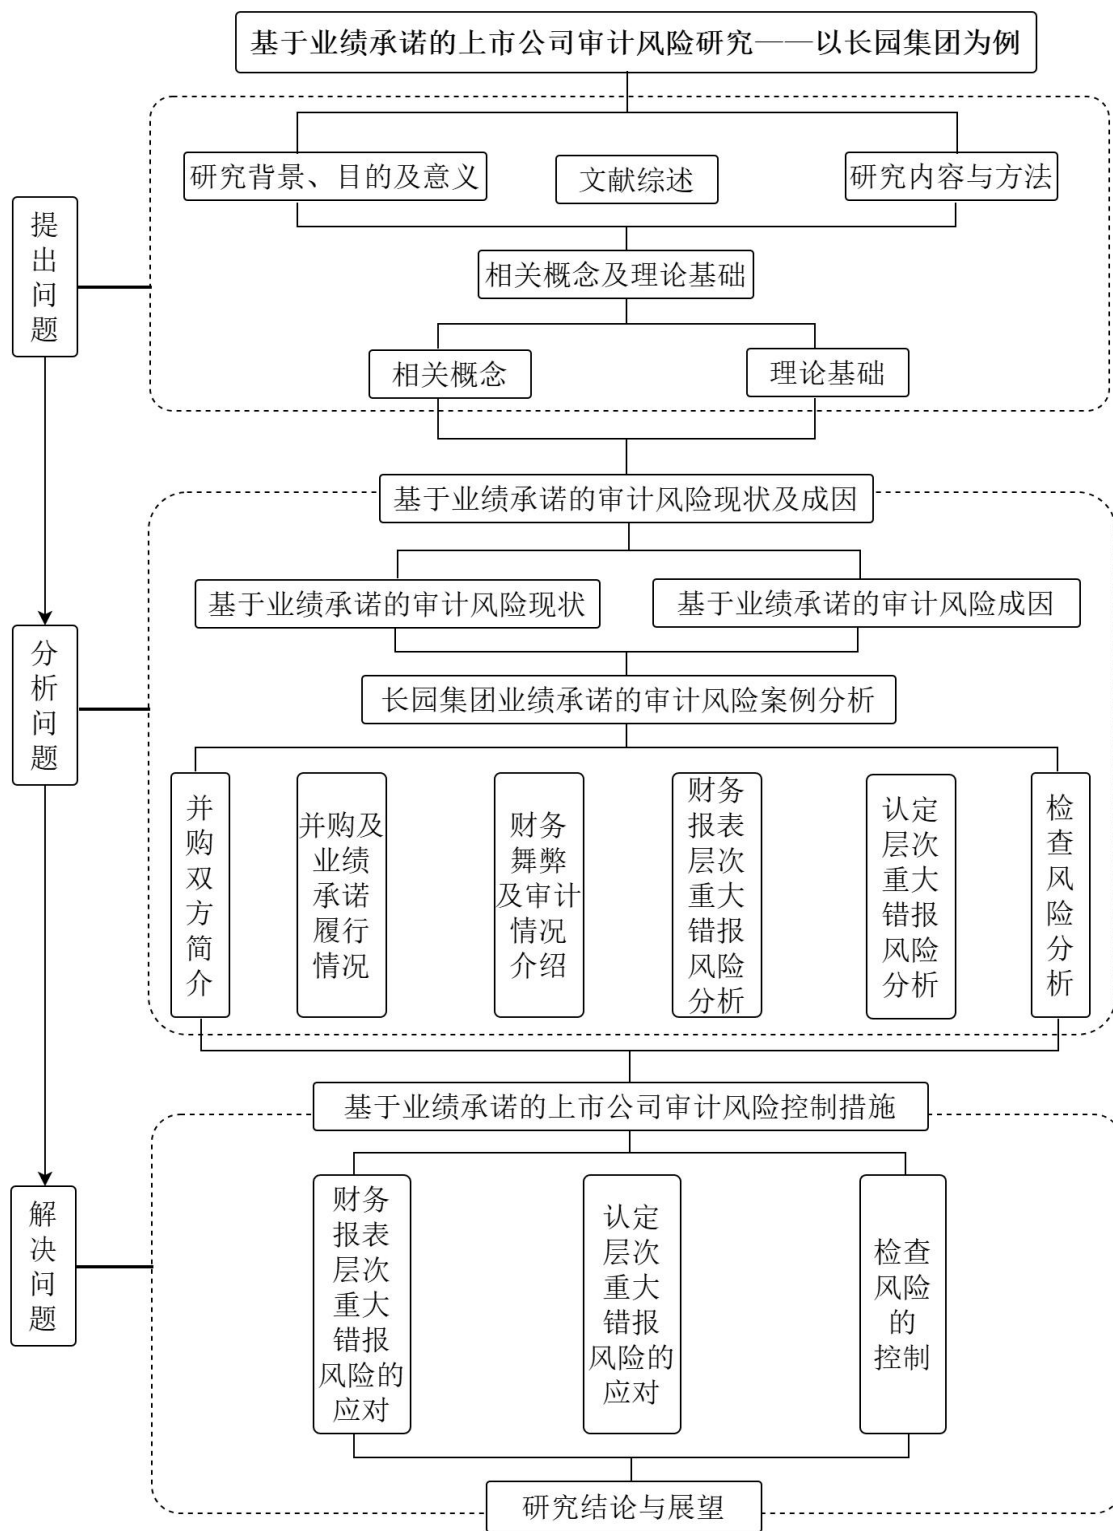 基于业绩承诺的上市公司审计风险研究——以长园集团为例
研究背景、目的及意义
文献综述
研究内容与方法
提
出
问
题
相关概念及理论基础
相关概念
理论基础
基于业绩承诺的审计风险现状及成因
基于业绩承诺的审计风险现状
基于业绩承诺的审计风险成因
分
析
问
题
长园集团业绩承诺的审计风险案例分析
并
购
双
方
简
介
并购及
业绩
承诺
履行
情况
财务
舞弊
及审计
情况
介绍
财务
报表
层次
重大
错报
风险
分析
认定
层次
重大
错报
风险
分析
检
查
风
险
分
析
基于业绩承诺的上市公司审计风险控制措施
解
决
问
题
财务
报表
层次
重大
错报
风险的
应对
认定
层次
重大
错报
风险的
应对
检查
风险
的
控制
研究结论与展望